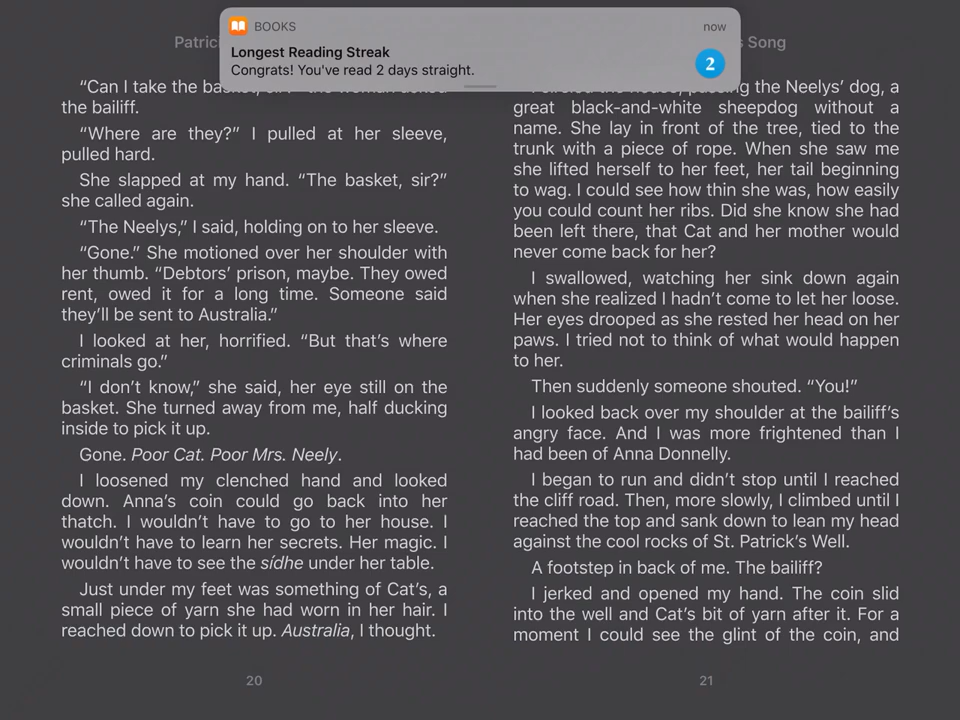 BOOKS
now
Longest Reading Streak
Congrats! You've read 2 days straight.
2
Patric
s Song
“Can I take the
the bailiff.
“Where are they?” I pulled at her sleeve,
pulled hard.
She slapped at my hand. “The basket, sir?”
she called again.
“The Neelys,” I said, holding on to her sleeve.
“Gone.” She motioned over her shoulder with
her thumb. “Debtors’ prison, maybe. They owed
rent, owed it for a long time. Someone said
they’ll be sent to Australia.”
I looked at her, horrified. “But that’s where
criminals go.”
“I don’t know,” she said, her eye still on the
basket. She turned away from me, half ducking
inside to pick it up.
Gone. Poor Cat. Poor Mrs. Neely.
I loosened my clenched hand and looked
down. Anna’s coin could go back into her
thatch. I wouldn’t have to go to her house. I
wouldn’t have to learn her secrets. Her magic. I
wouldn’t have to see the sídhe under her table.
Just under my feet was something of Cat’s, a
small piece of yarn she had worn in her hair. I
reached down to pick it up. Australia, I thought.
20
the Neelys’ dog, a
great black-and-white sheepdog without a
name. She lay in front of the tree, tied to the
trunk with a piece of rope. When she saw me
she lifted herself to her feet, her tail beginning
to wag. I could see how thin she was, how easily
you could count her ribs. Did she know she had
been left there, that Cat and her mother would
never come back for her?
I swallowed, watching her sink down again
when she realized I hadn’t come to let her loose.
Her eyes drooped as she rested her head on her
paws. I tried not to think of what would happen
to her.
Then suddenly someone shouted. “You!”
I looked back over my shoulder at the bailiff’s
angry face. And I was more frightened than I
had been of Anna Donnelly.
I began to run and didn’t stop until I reached
the cliff road. Then, more slowly, I climbed until I
reached the top and sank down to lean my head
against the cool rocks of St. Patrick’s Well.
A footstep in back of me. The bailiff?
I jerked and opened my hand. The coin slid
into the well and Cat’s bit of yarn after it. For a
moment I could see the glint of the coin, and
21